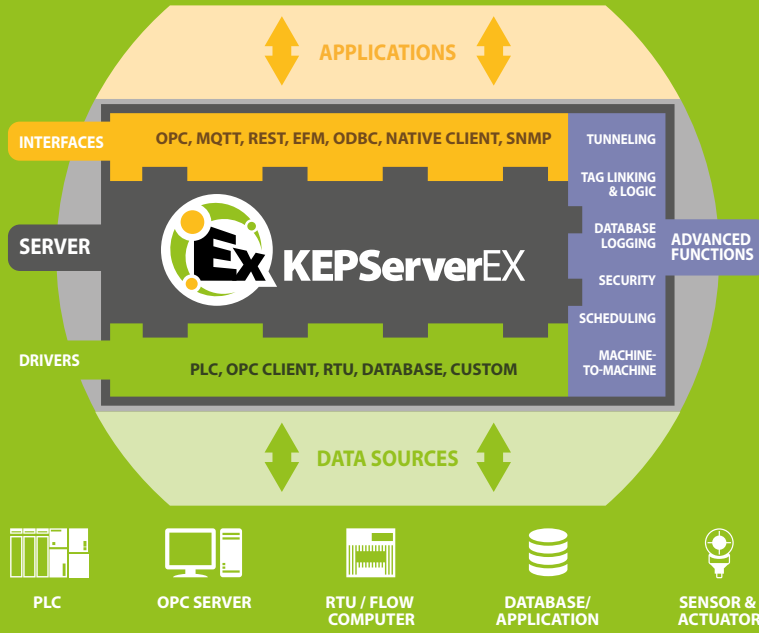 APPLICATIONS
INTERFACES
OPC, MQTT, REST, EFM, ODBC, NATIVE CLIENT, SNMP
TUNNELING
TAG LINKING
& LOGIC
SERVER
Ex KEPServerEX
DATABASE
LOGGING
ADVANCED
FUNCTIONS
SECURITY
SCHEDULING
DRIVERS
PLC, OPC CLIENT, RTU, DATABASE, CUSTOM
MACHINE-
TO-MACHINE
DATA SOURCES
PLC
OPC SERVER
RTU / FLOW
COMPUTER
DATABASE/
APPLICATION
SENSOR &
ACTUATOR